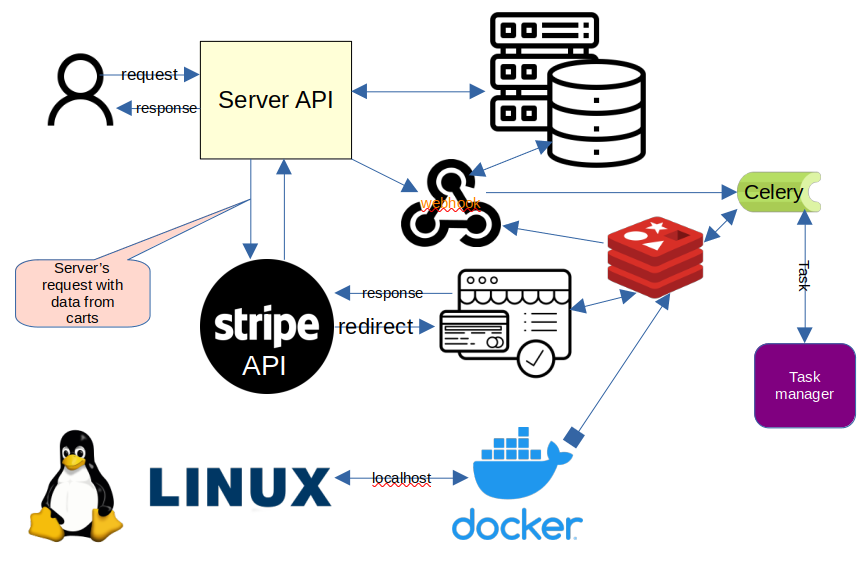 request
response
Server API
webhook
Celery
Server's
request with
data from
carts
Task
response
redirect
stripe
API
Task
manager
LINUX
localhost
docker